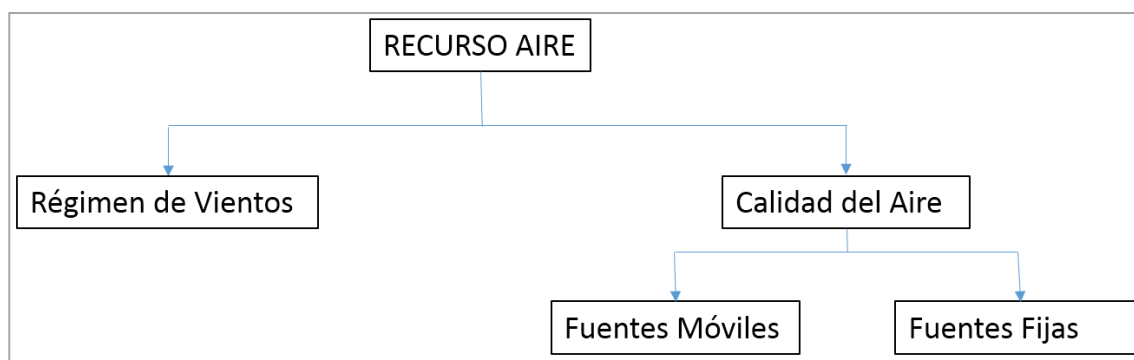 RECURSO AIRE
Régimen de Vientos
Calidad del Aire
Fuentes Móviles
Fuentes Fijas